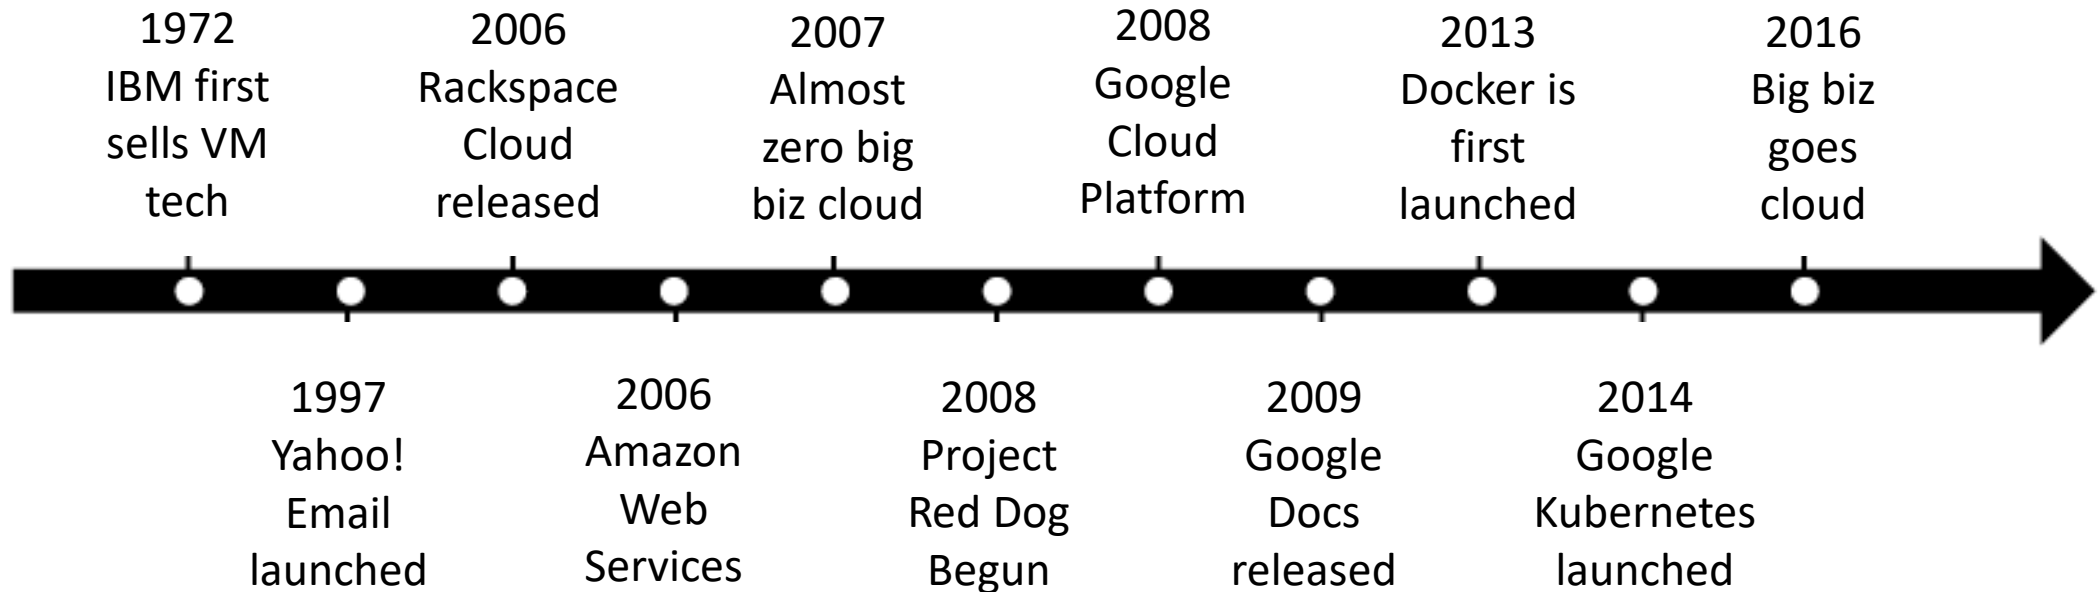 1972
IBM first
sells VM
tech
2006
Rackspace
Cloud
released
2007
Almost
zero big
biz cloud
2008
Google
Cloud
Platform
2013
Docker is
first
launched
2016
Big biz
goes
cloud
1997
Yahoo!
Email
launched
2006
Amazon
Web
Services
2008
Project
Red Dog
Begun
2009
Google
Docs
released
2014
Google
Kubernetes
launched